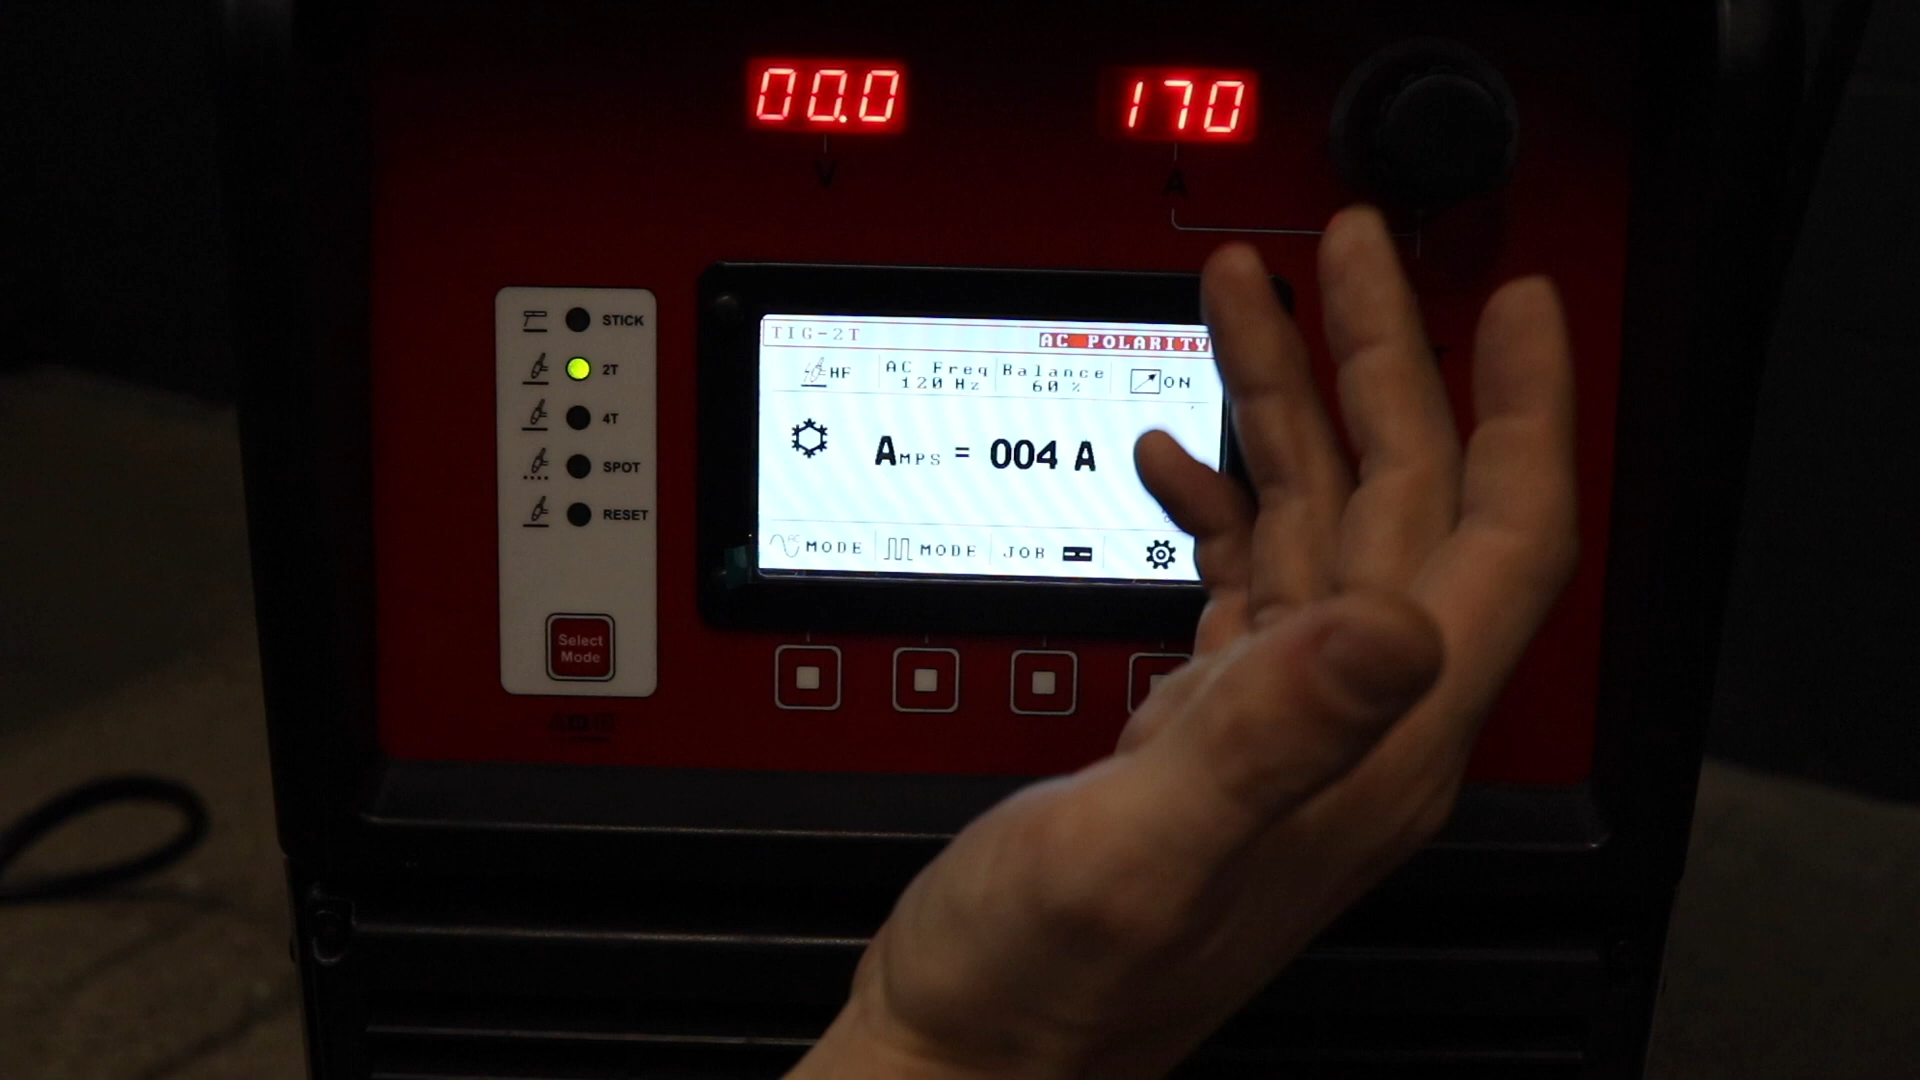 00.0
170
V
A
STICK
2T
4T
SPOT
RESET
Select
Mode
TIG-2T
AC POLARITY
HF
AC Freq
120 Hz
Balance
60 %
ON
AMPS = 004 A
AC MODE
MODE
JOB